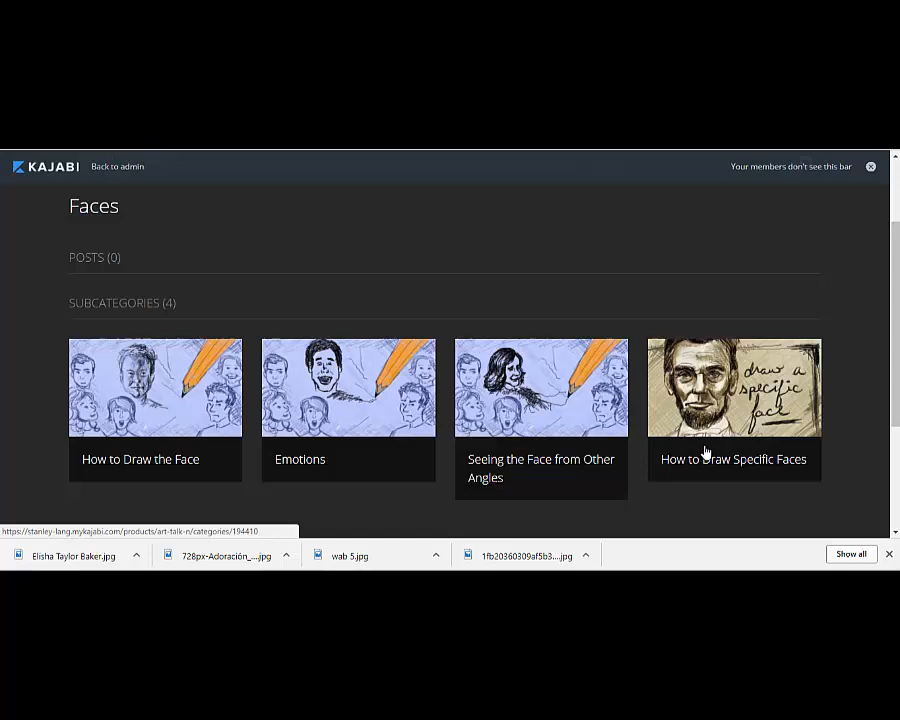 KAJABI Back to admin Your members don't see this bar
Faces
POSTS (0)
SUBCATEGORIES (4)
draw a
specific
face
How to Draw the Face
Emotions
Seeing the Face from Other
Angles
How to Draw Specific Faces
https://stanley-lang.mykajabi.com/products/art-talk-n/categories/194410
Elisha Taylor Baker.jpg 728px-Adoración_....jpg wab 5.jpg 1fb20360309af5b3....jpg Show all